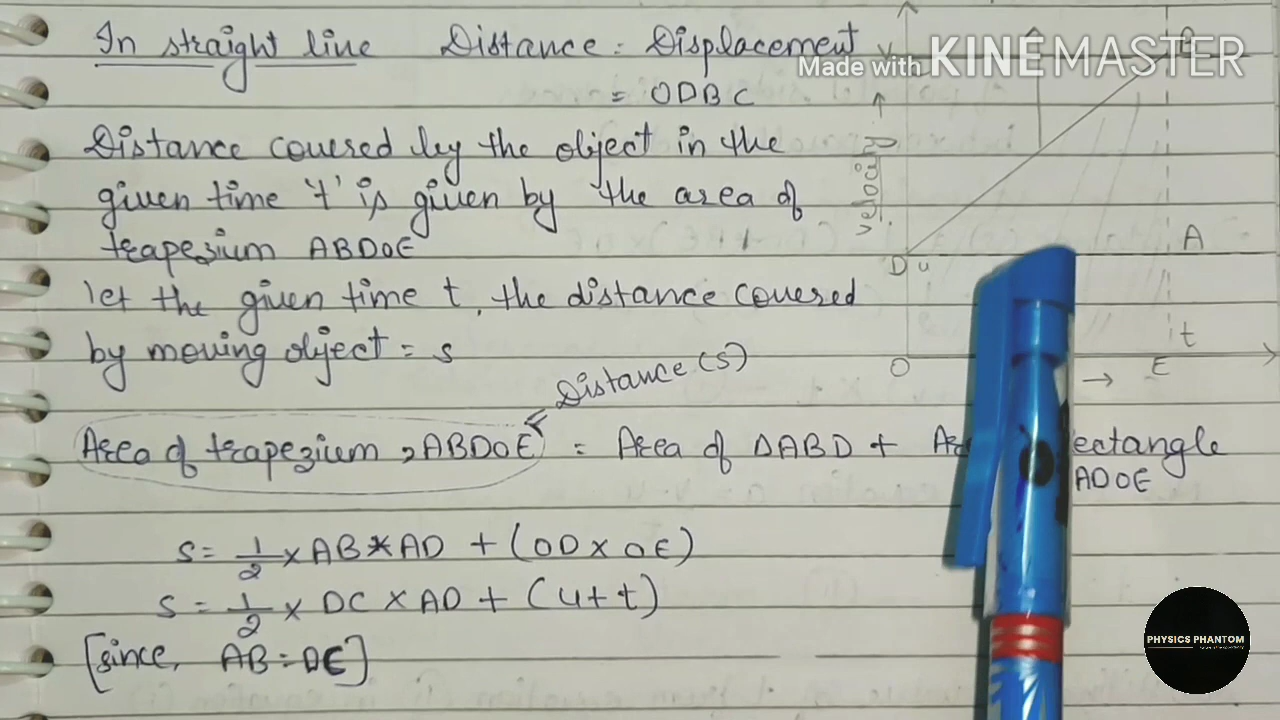 In straight line Distance = Displacement
= ODBC
Distance covered by the object in the
given time 't' is given by the area of
trapezium ABDOE
let the given time t, the distance covered
by moving object = s
Distance (s)
Area of trapezium, ABDOE = Area of ΔABD + ectangle
ADOE
s = 1/2 × AB × AD + (OD × OE)
s = 1/2 × DC × AD + (u + t)
[since, AB = DC]
v
B
velocity
A
D u
t
O
E
Made with KINEMASTER
PHYSICS PHANTOM